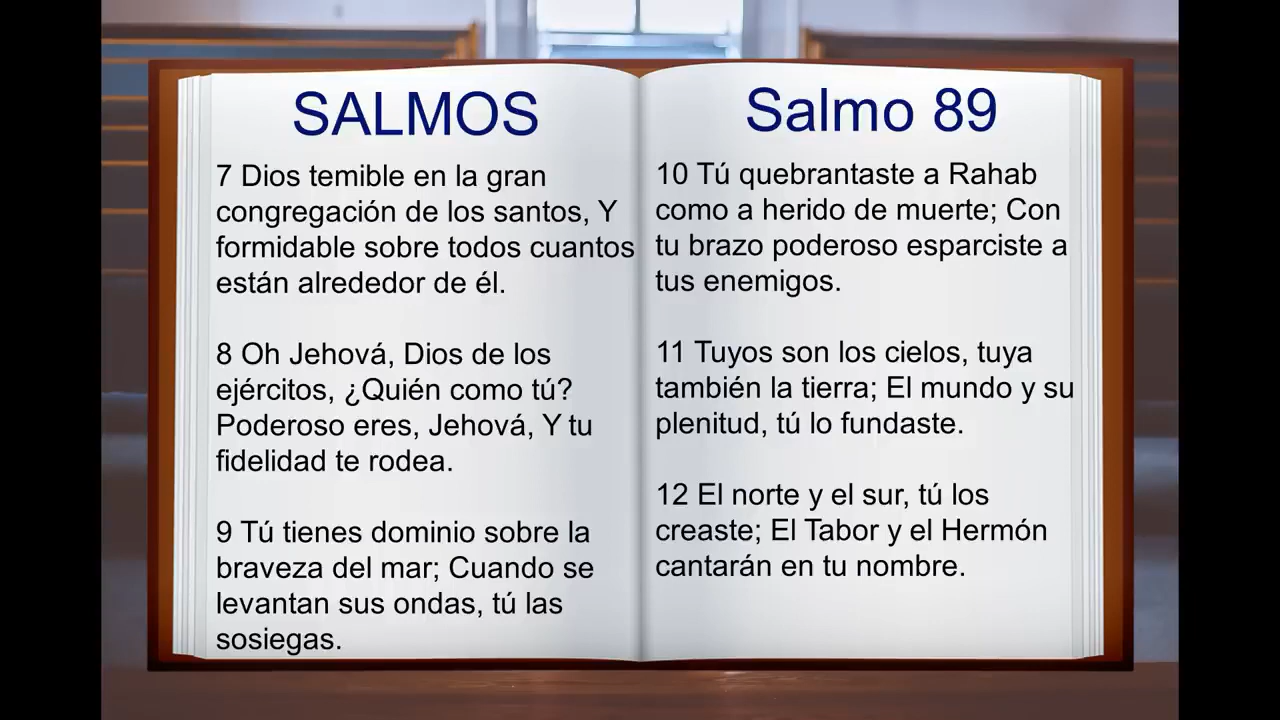 SALMOS
7 Dios temible en la gran
congregación de los santos, Y
formidable sobre todos cuantos
están alrededor de él.
8 Oh Jehová, Dios de los
ejércitos, ¿Quién como tú?
Poderoso eres, Jehová, Y tu
fidelidad te rodea.
9 Tú tienes dominio sobre la
braveza del mar; Cuando se
levantan sus ondas, tú las
sosiegas.
Salmo 89
10 Tú quebrantaste a Rahab
como a herido de muerte; Con
tu brazo poderoso esparciste a
tus enemigos.
11 Tuyos son los cielos, tuya
también la tierra; El mundo y su
plenitud, tú lo fundaste.
12 El norte y el sur, tú los
creaste; El Tabor y el Hermón
cantarán en tu nombre.